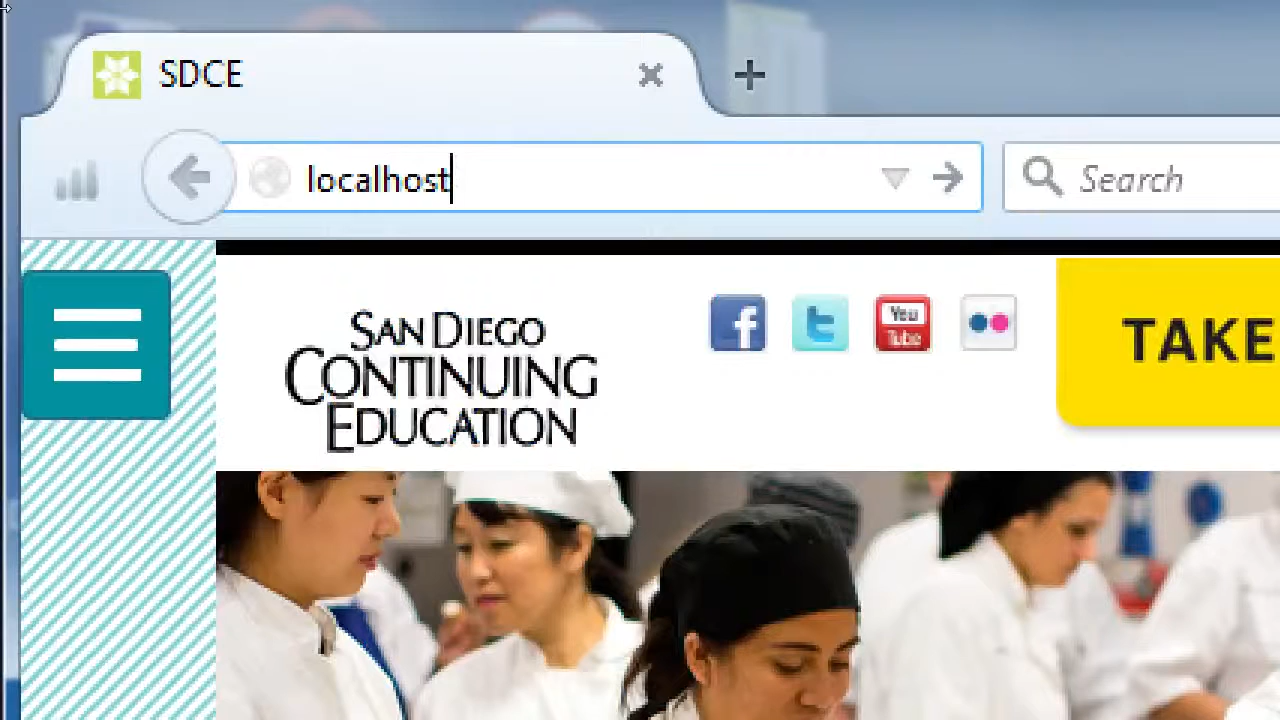 SDCE
localhost
Search
SAN DIEGO
CONTINUING
EDUCATION
You
Tube
TAKE